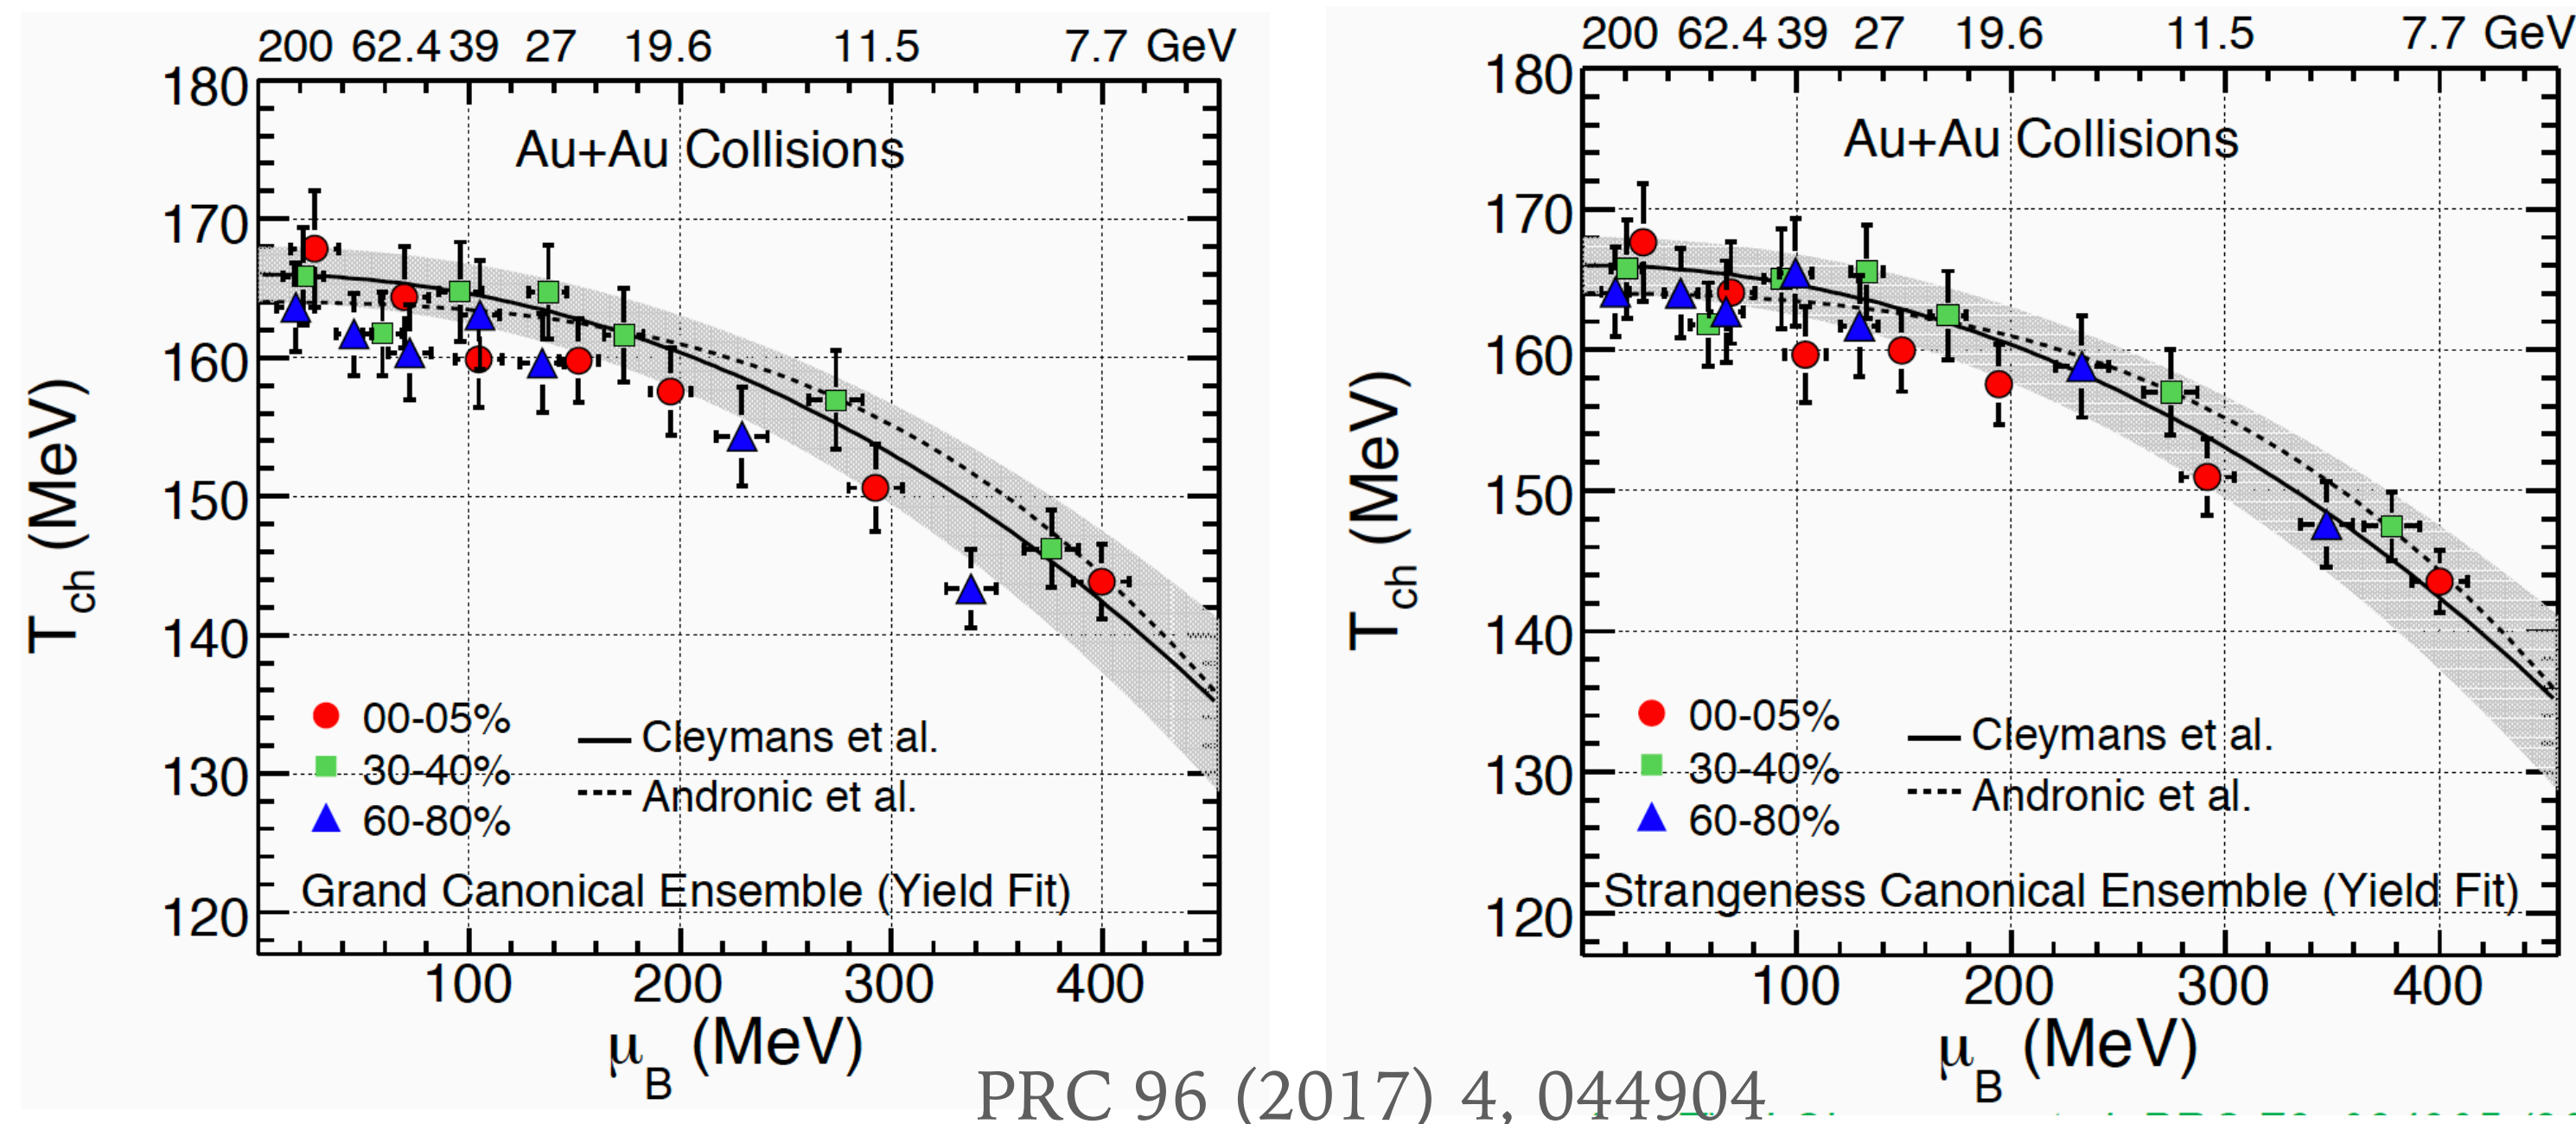 200 62.4 39 27 19.6 11.5 7.7 GeV
180
170
160
150
140
130
120
T_ch (MeV)
Au+Au Collisions
00-05%
30-40%
60-80%
Cleymans et al.
Andronic et al.
Grand Canonical Ensemble (Yield Fit)
100 200 300 400
μ_B (MeV)
200 62.4 39 27 19.6 11.5 7.7 GeV
180
170
160
150
140
130
120
T_ch (MeV)
Au+Au Collisions
00-05%
30-40%
60-80%
Cleymans et al.
Andronic et al.
Strangeness Canonical Ensemble (Yield Fit)
100 200 300 400
μ_B (MeV)
PRC 96 (2017) 4, 044904